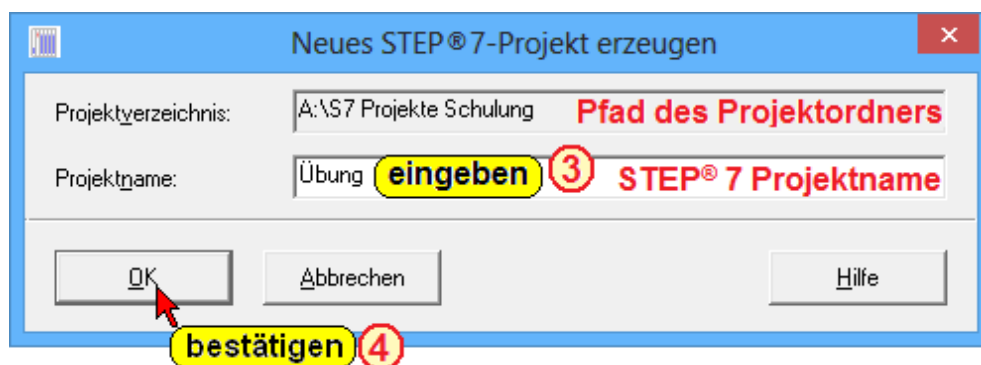 Neues STEP®7-Projekt erzeugen ×
Projektverzeichnis: A:\S7 Projekte Schulung Pfad des Projektordners
Projektname: Übung eingeben 3 STEP® 7 Projektname
OK Abbrechen Hilfe
bestätigen 4